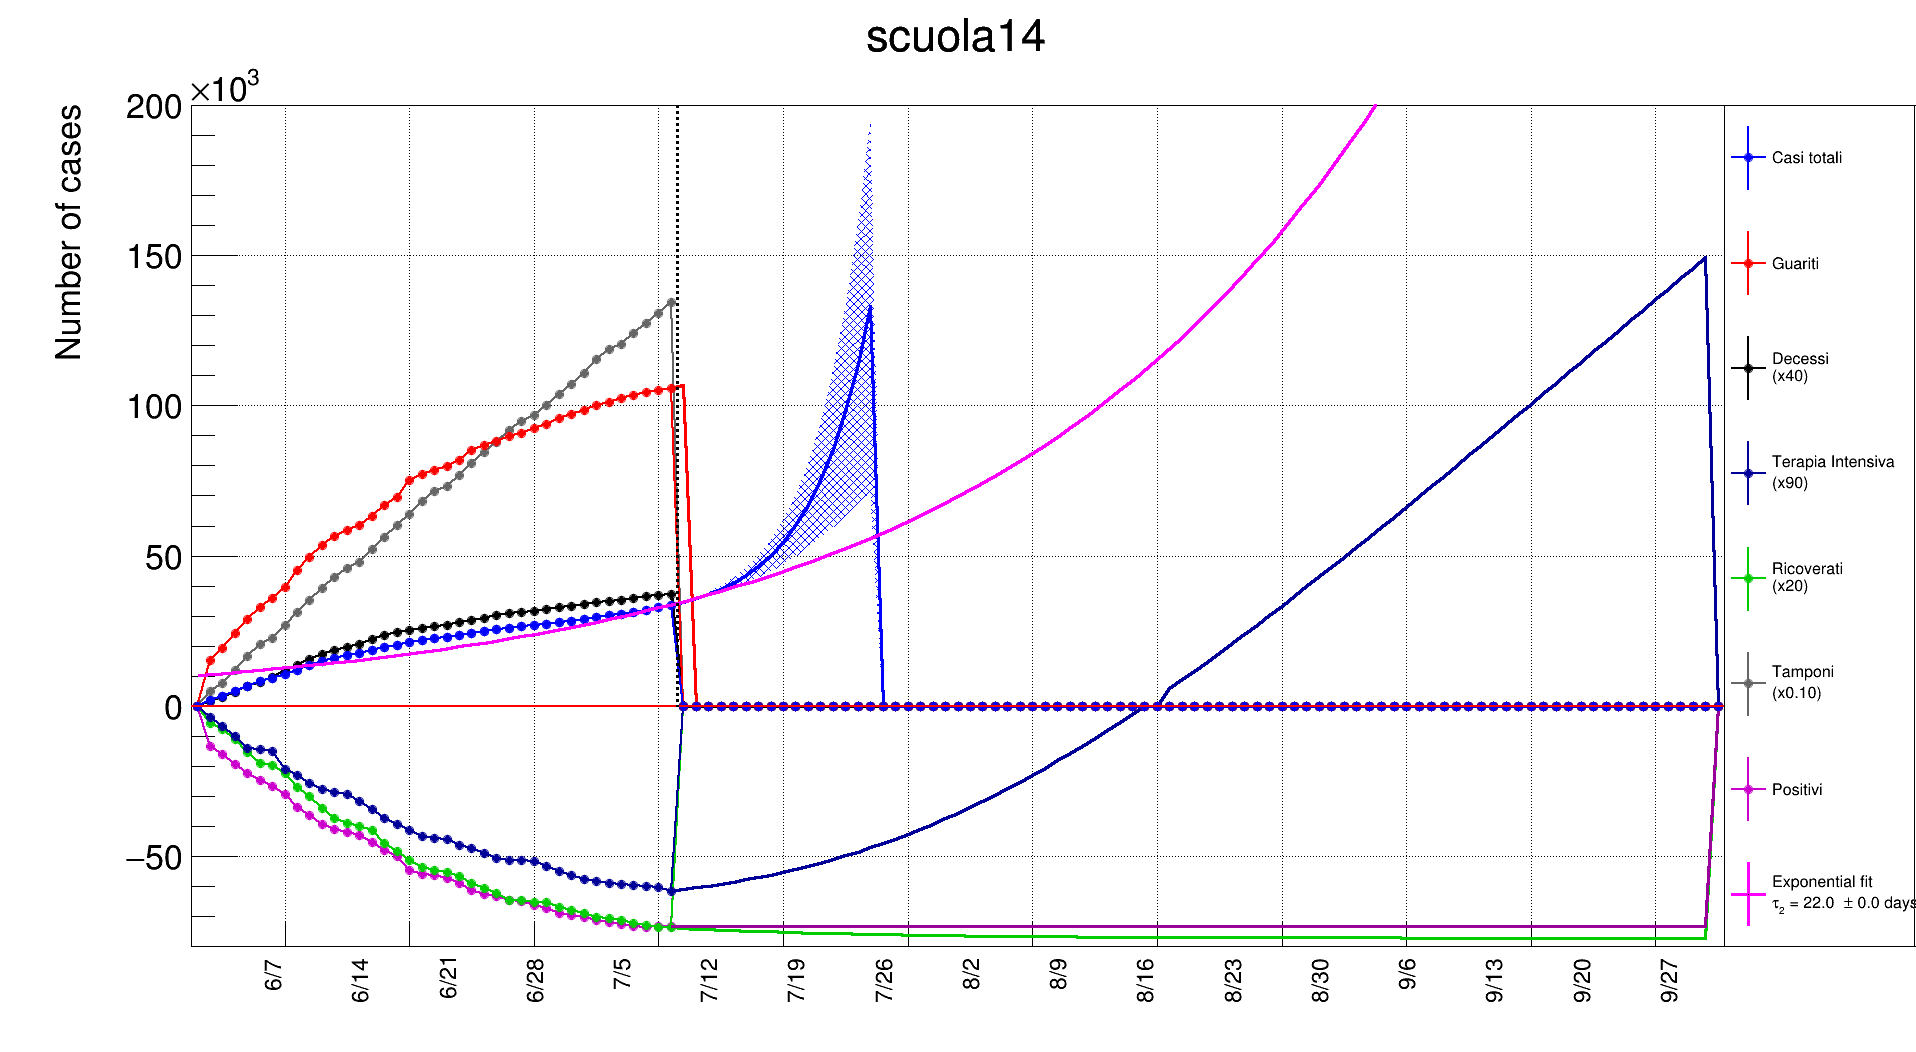 scuola14
×10³
Number of cases
200
150
100
50
0
−50
6/7
6/14
6/21
6/28
7/5
7/12
7/19
7/26
8/2
8/9
8/16
8/23
8/30
9/6
9/13
9/20
9/27
Casi totali
Guariti
Decessi
(x40)
Terapia Intensiva
(x90)
Ricoverati
(x20)
Tamponi
(x0.10)
Positivi
Exponential fit
τ₂ = 22.0 ± 0.0 days